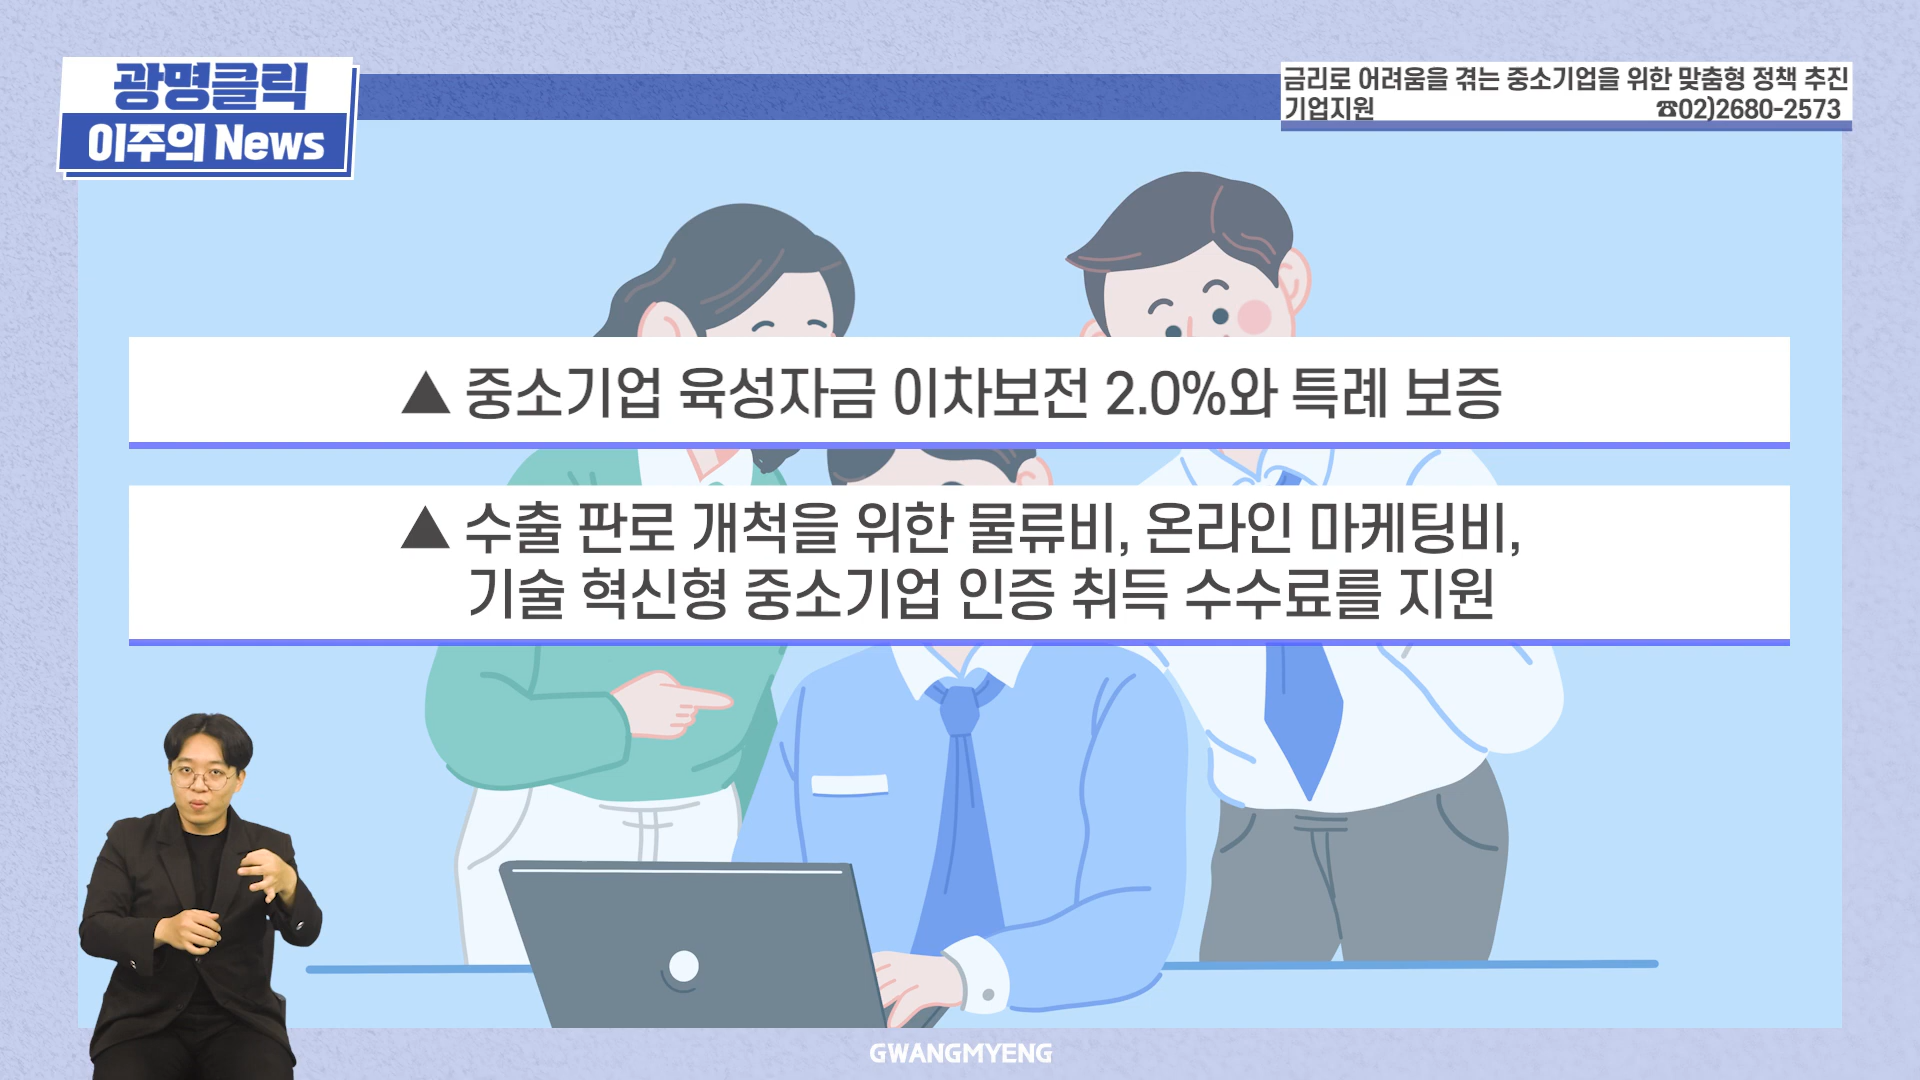 광명클릭
이주의 News
금리로 어려움을 겪는 중소기업을 위한 맞춤형 정책 추진
기업지원 ☎02)2680-2573
▲ 중소기업 육성자금 이차보전 2.0%와 특례 보증
▲ 수출 판로 개척을 위한 물류비, 온라인 마케팅비,
기술 혁신형 중소기업 인증 취득 수수료를 지원
GWANGMYENG